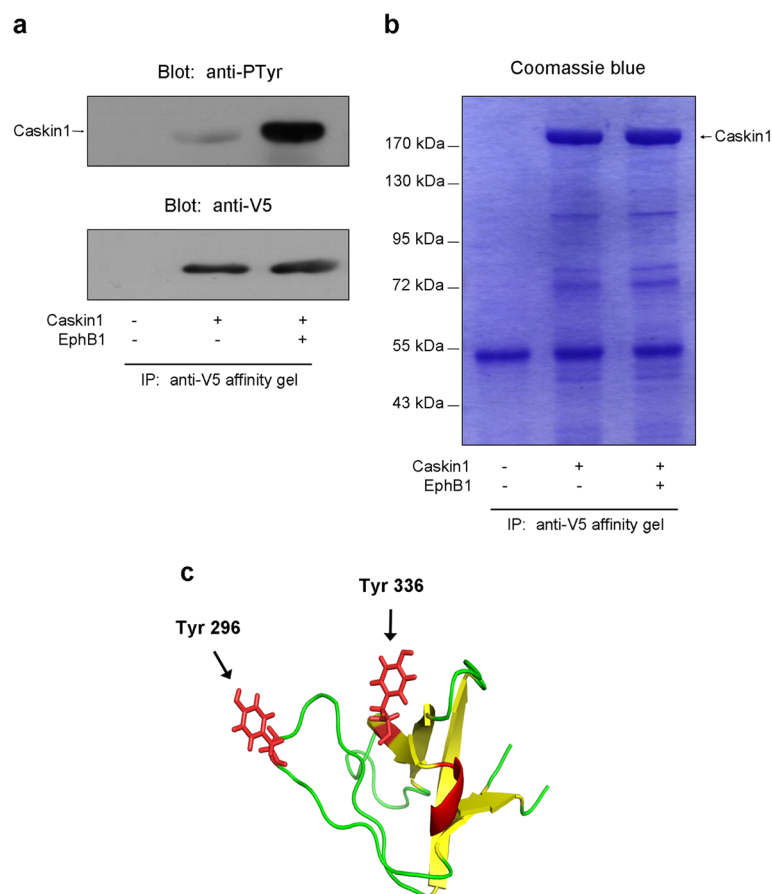 a
Blot: anti-PTyr
Caskin1
Blot: anti-V5
Caskin1 - + +
EphB1 - - +
IP: anti-V5 affinity gel
b
Coomassie blue
170 kDa
130 kDa
95 kDa
72 kDa
55 kDa
43 kDa
Caskin1
Caskin1 - + +
EphB1 - - +
IP: anti-V5 affinity gel
c
Tyr 336
Tyr 296